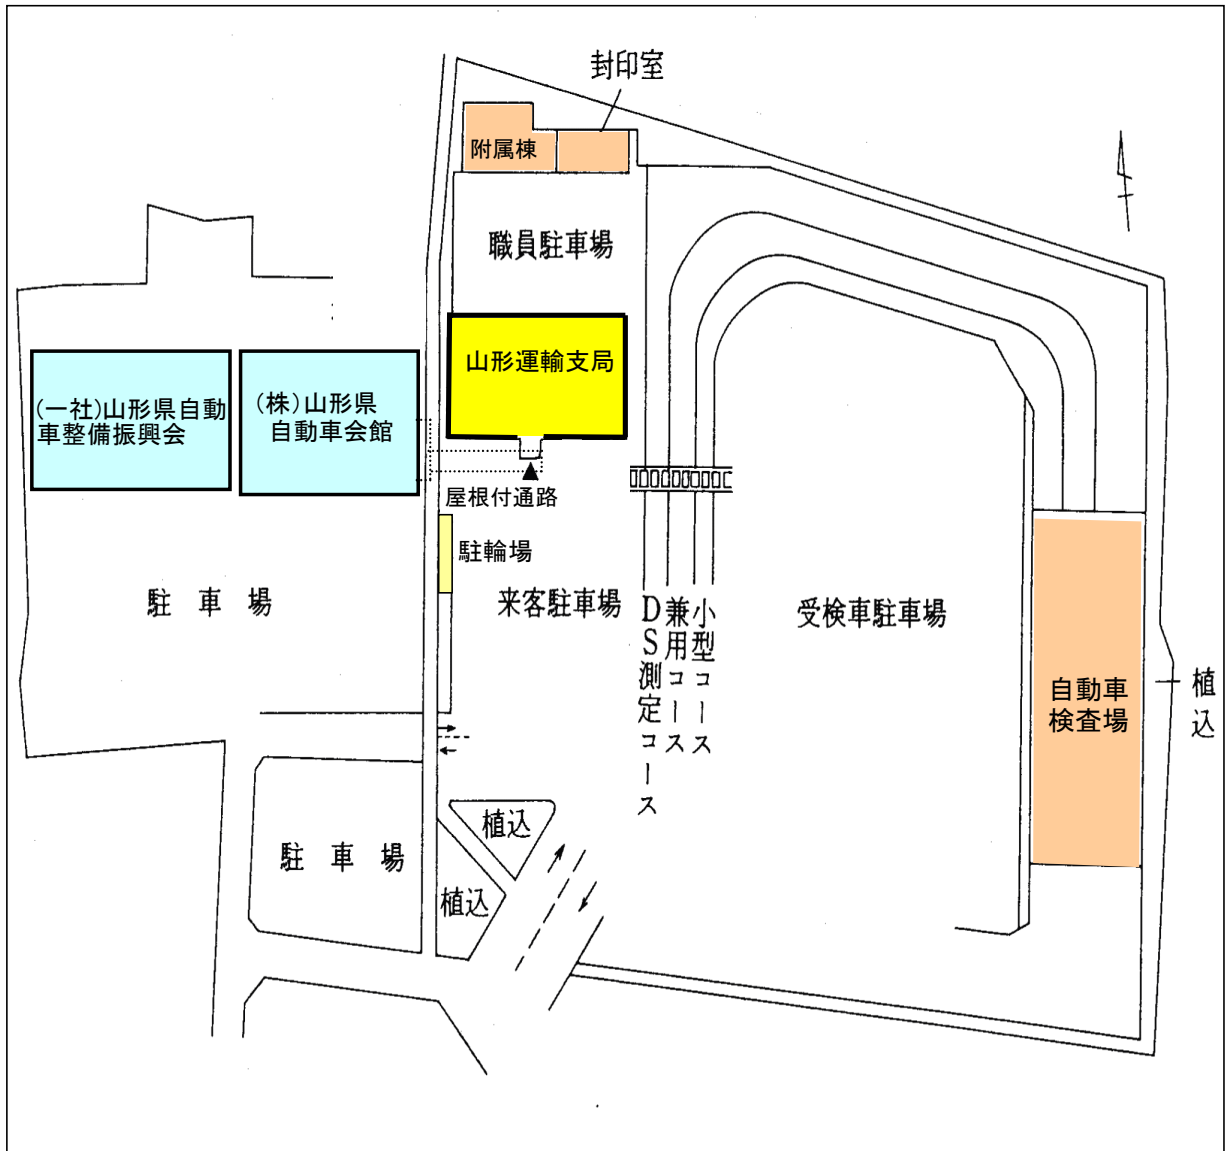 封印室
附属棟
職員駐車場
山形運輸支局
(一社)山形県自動
車整備振興会
(株)山形県
自動車会館
屋根付通路
駐輪場
駐車場
来客駐車場
DS測定コース
兼用コース
小型コース
受検車駐車場
自動車
検査場
植込
植込
駐車場
植込